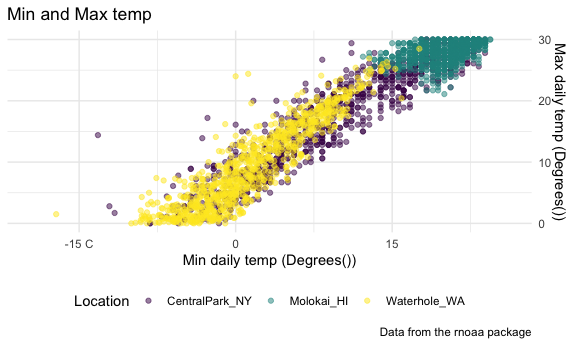 Min and Max temp
30
20
10
0
Max daily temp (Degrees())
-15 C 0 15
Min daily temp (Degrees())
Location CentralPark_NY Molokai_HI Waterhole_WA
Data from the rnoaa package